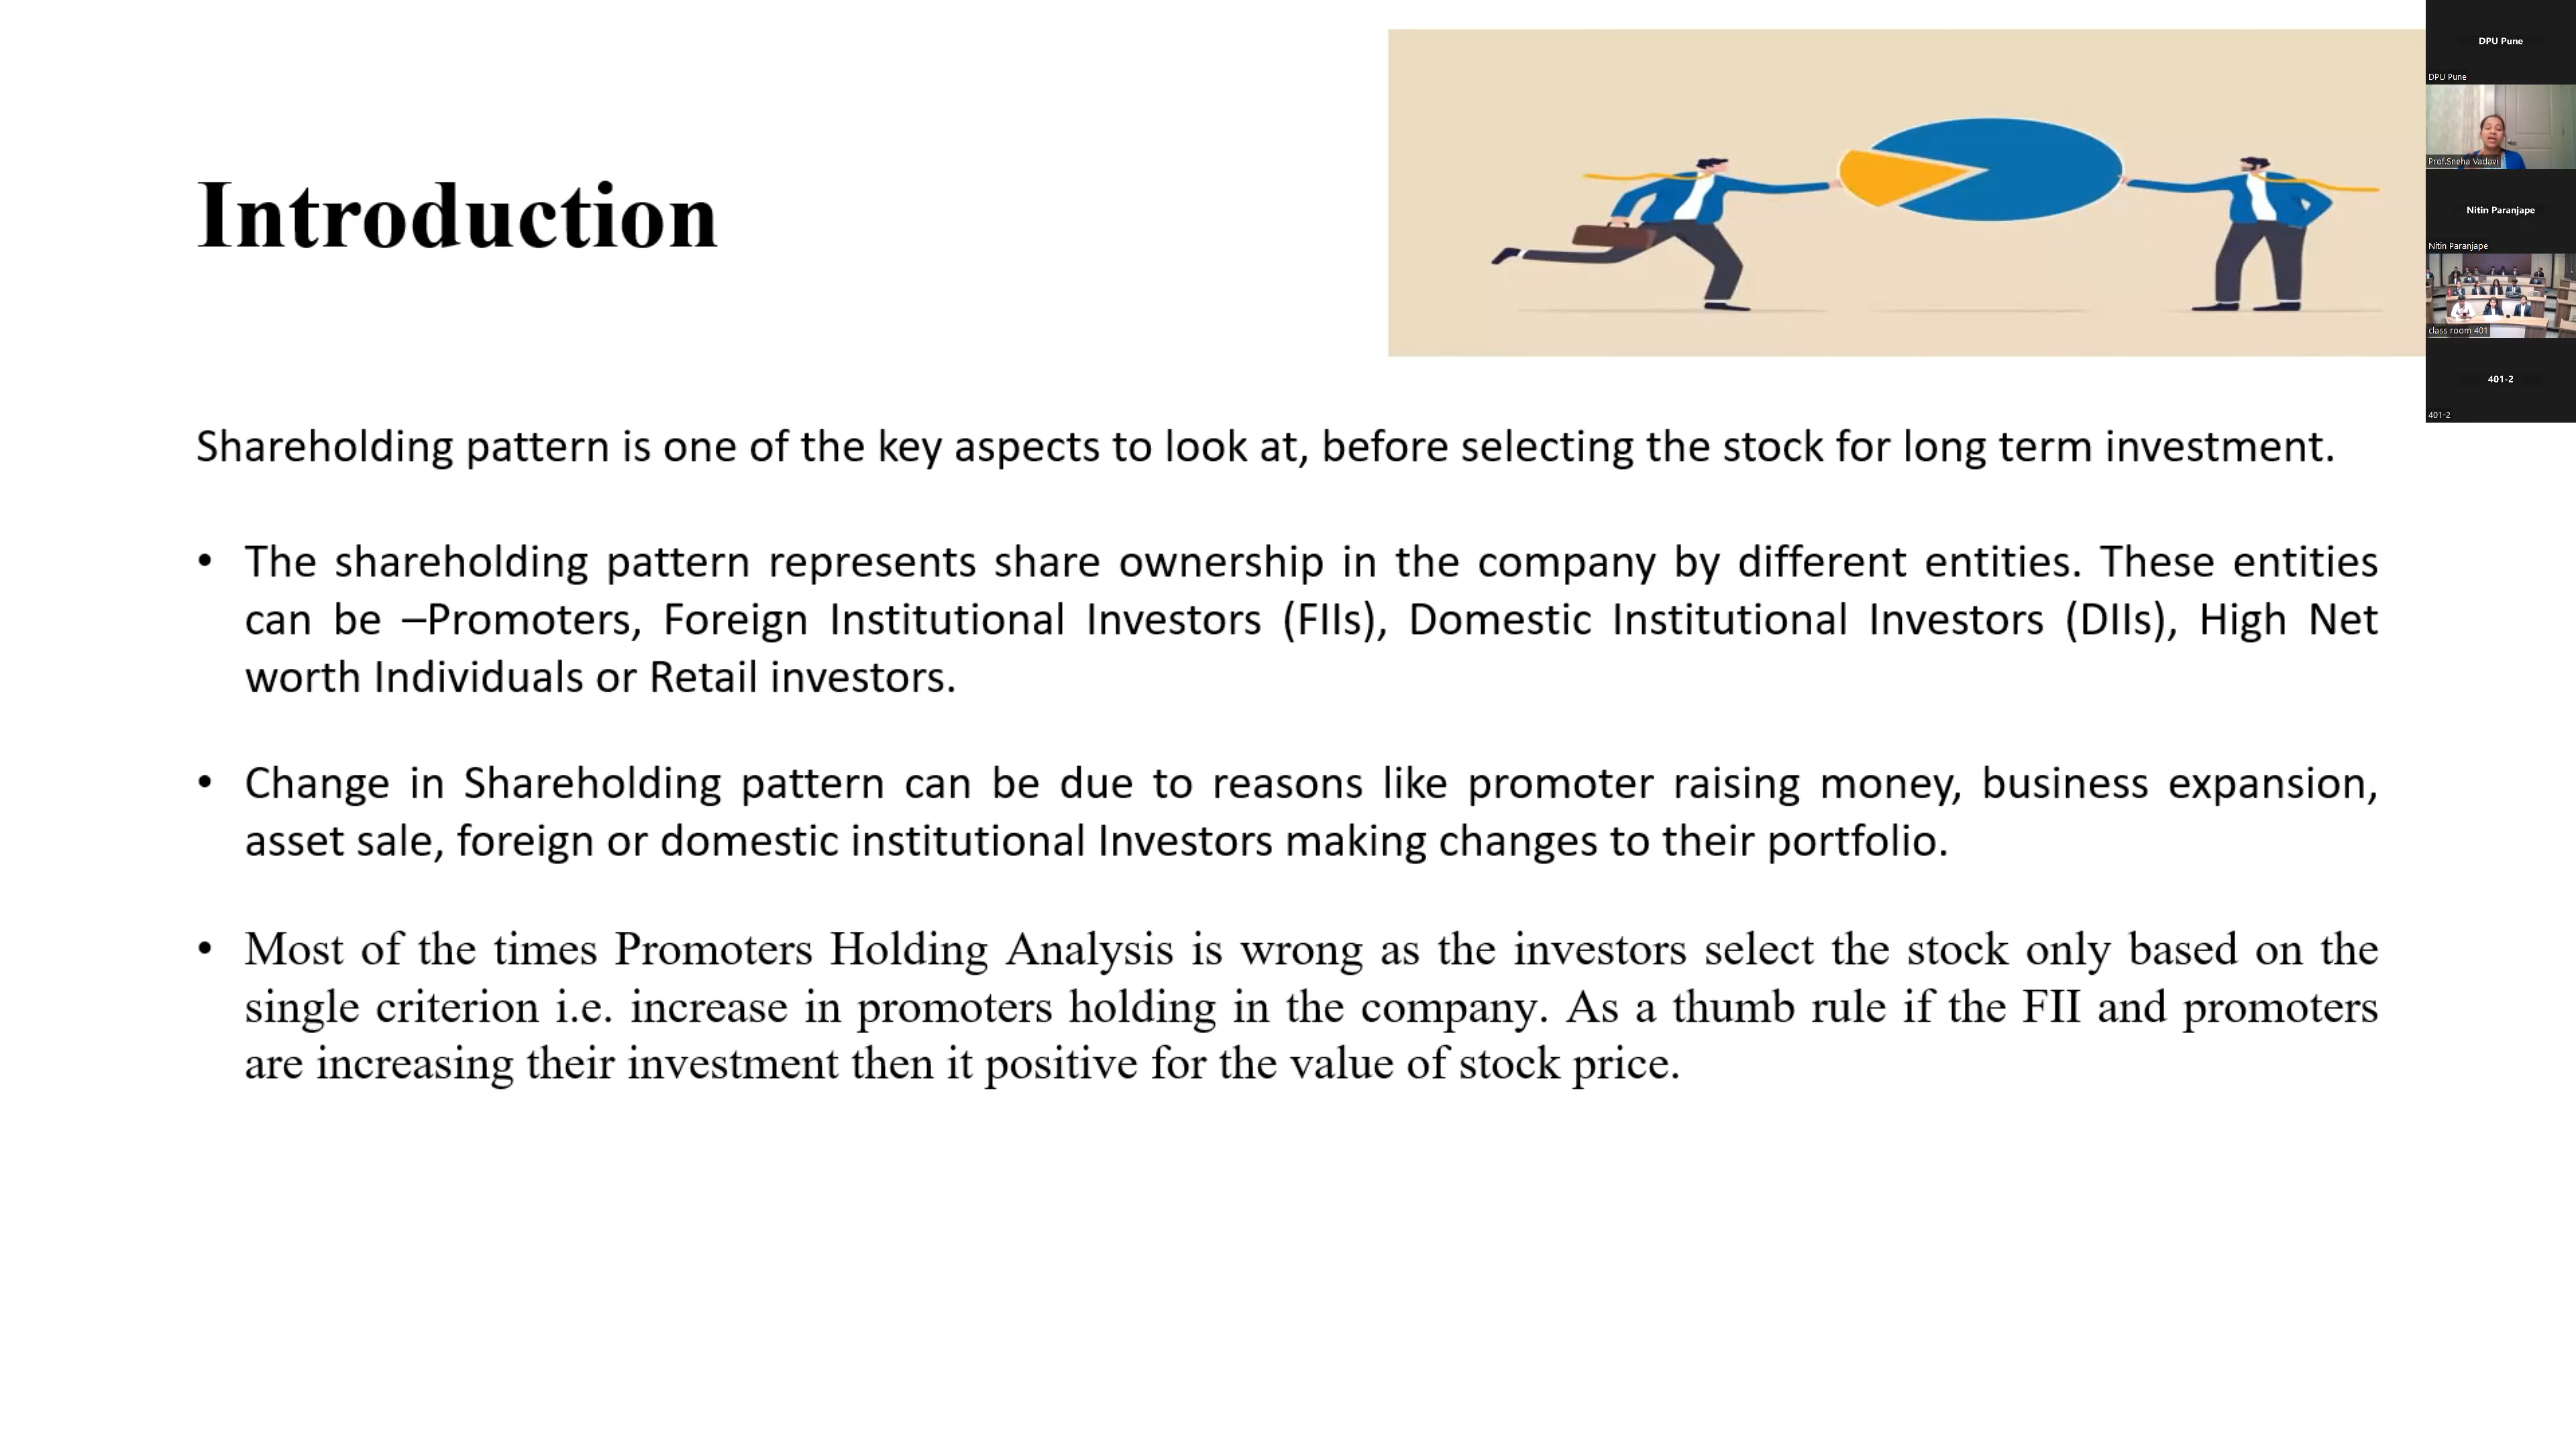 Introduction
Shareholding pattern is one of the key aspects to look at, before selecting the stock for long term investment.
• The shareholding pattern represents share ownership in the company by different entities. These entities
can be –Promoters, Foreign Institutional Investors (FIIs), Domestic Institutional Investors (DIIs), High Net
worth Individuals or Retail investors.
• Change in Shareholding pattern can be due to reasons like promoter raising money, business expansion,
asset sale, foreign or domestic institutional Investors making changes to their portfolio.
• Most of the times Promoters Holding Analysis is wrong as the investors select the stock only based on the
single criterion i.e. increase in promoters holding in the company. As a thumb rule if the FII and promoters
are increasing their investment then it positive for the value of stock price.
DPU Pune
DPU Pune
Prof.Sneha Vadavi
Nitin Paranjape
Nitin Paranjape
class room 401
401-2
401-2